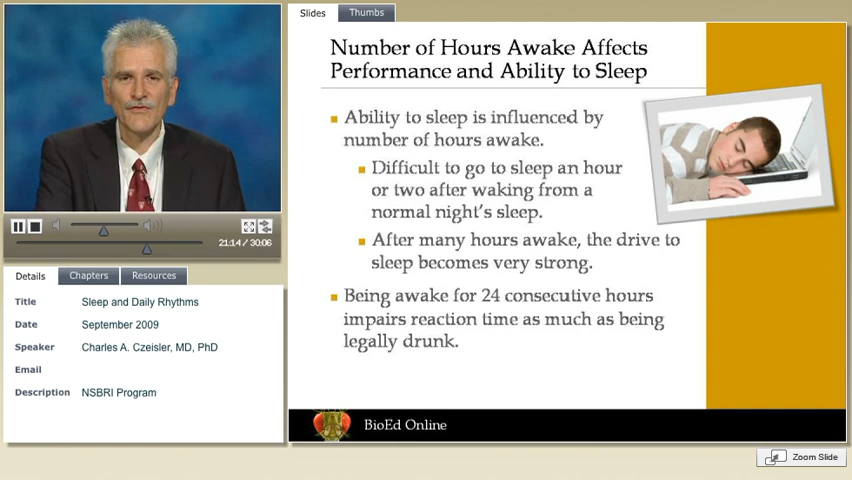 Slides
Thumbs
Number of Hours Awake Affects
Performance and Ability to Sleep
Ability to sleep is influenced by
number of hours awake.
Difficult to go to sleep an hour
or two after waking from a
normal night's sleep.
After many hours awake, the drive to
sleep becomes very strong.
Being awake for 24 consecutive hours
impairs reaction time as much as being
legally drunk.
BioEd Online
Zoom Slide
21:14 / 30:06
Details
Chapters
Resources
Title Sleep and Daily Rhythms
Date September 2009
Speaker Charles A. Czeisler, MD, PhD
Email
Description NSBRI Program